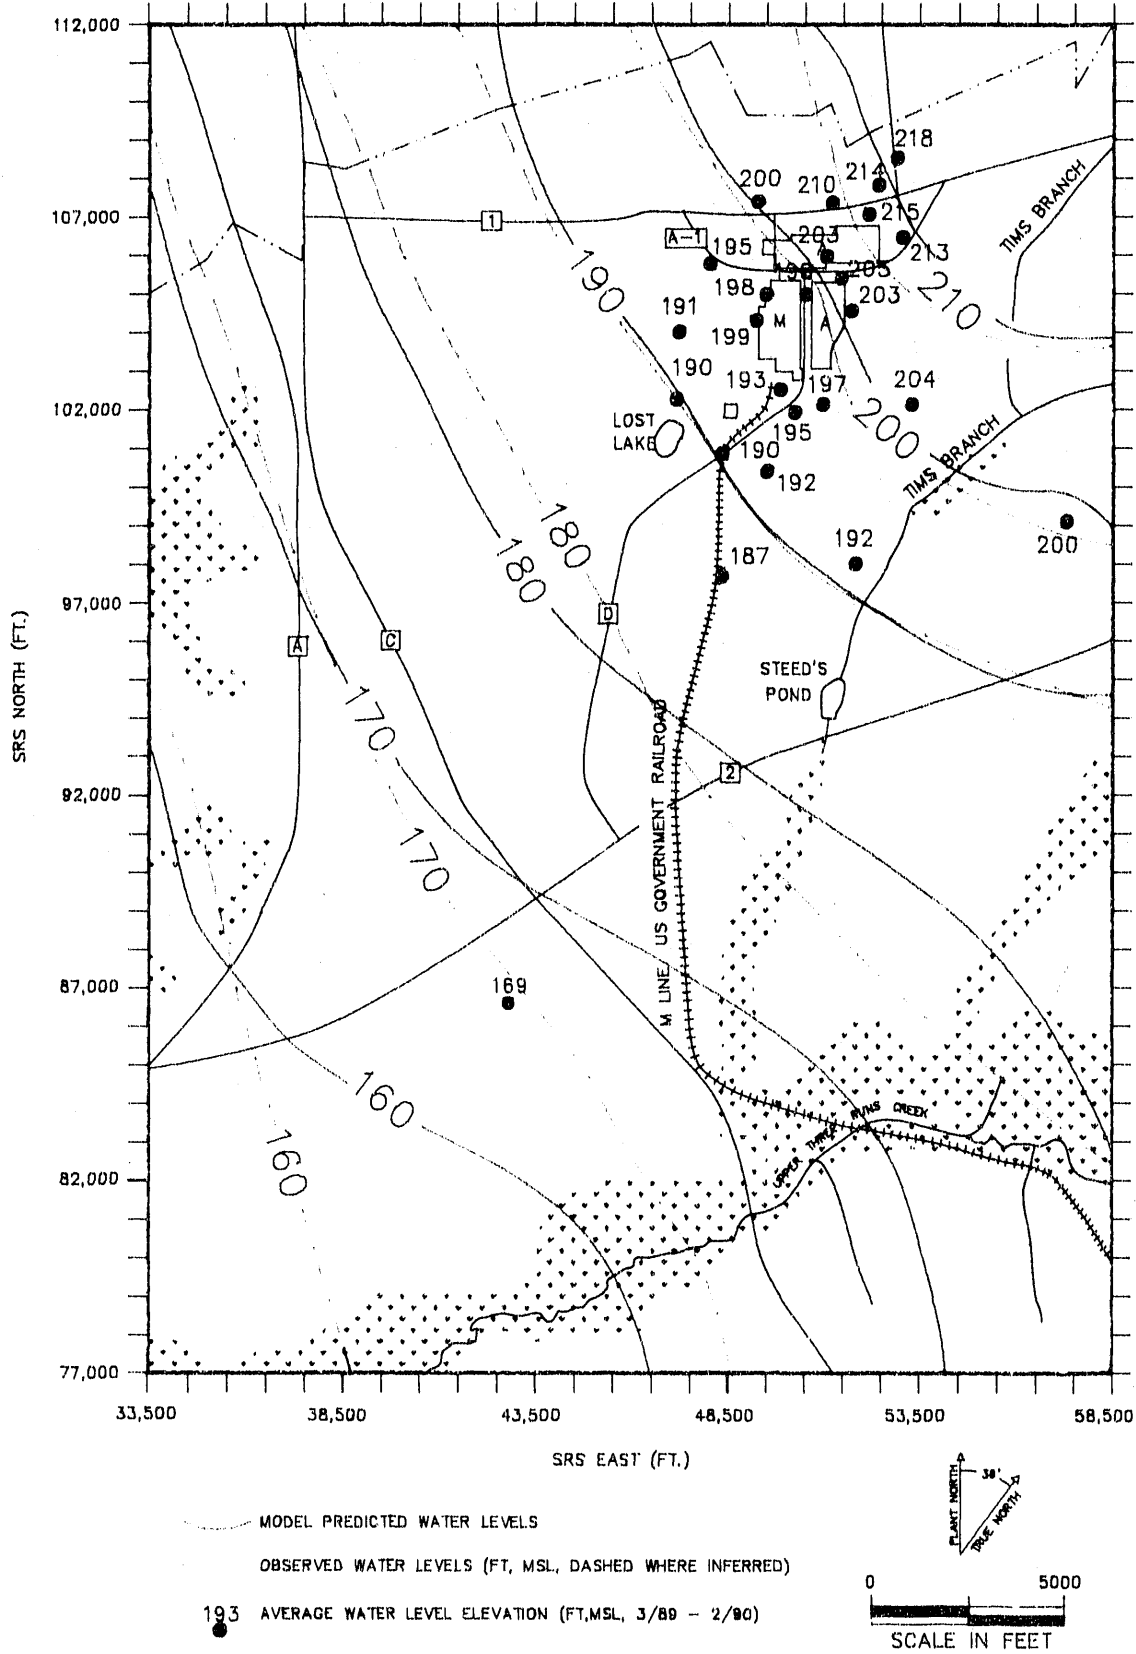 112,000
218
214
200
210
107,000
1
215
TIMS BRANCH
A-1
195
203
A
213
203
190
198
203
210
191
199
M
A
190
193
197
204
102,000
LOST
LAKE
195
200
190
192
TIMS BRANCH
180
180
187
192
200
97,000
D
A
C
STEED'S
POND
SRS NORTH (FT.)
170
M LINE, US GOVERNMENT RAILROAD
2
92,000
170
87,000
169
160
UPPER THREE RUNS CREEK
160
82,000
77,000
33,500
38,500
43,500
48,500
53,500
58,500
SRS EAST (FT.)
PLANT NORTH
38'
TRUE NORTH
MODEL PREDICTED WATER LEVELS
OBSERVED WATER LEVELS (FT, MSL, DASHED WHERE INFERRED)
193 AVERAGE WATER LEVEL ELEVATION (FT,MSL, 3/89 - 2/90)
0
5000
SCALE IN FEET